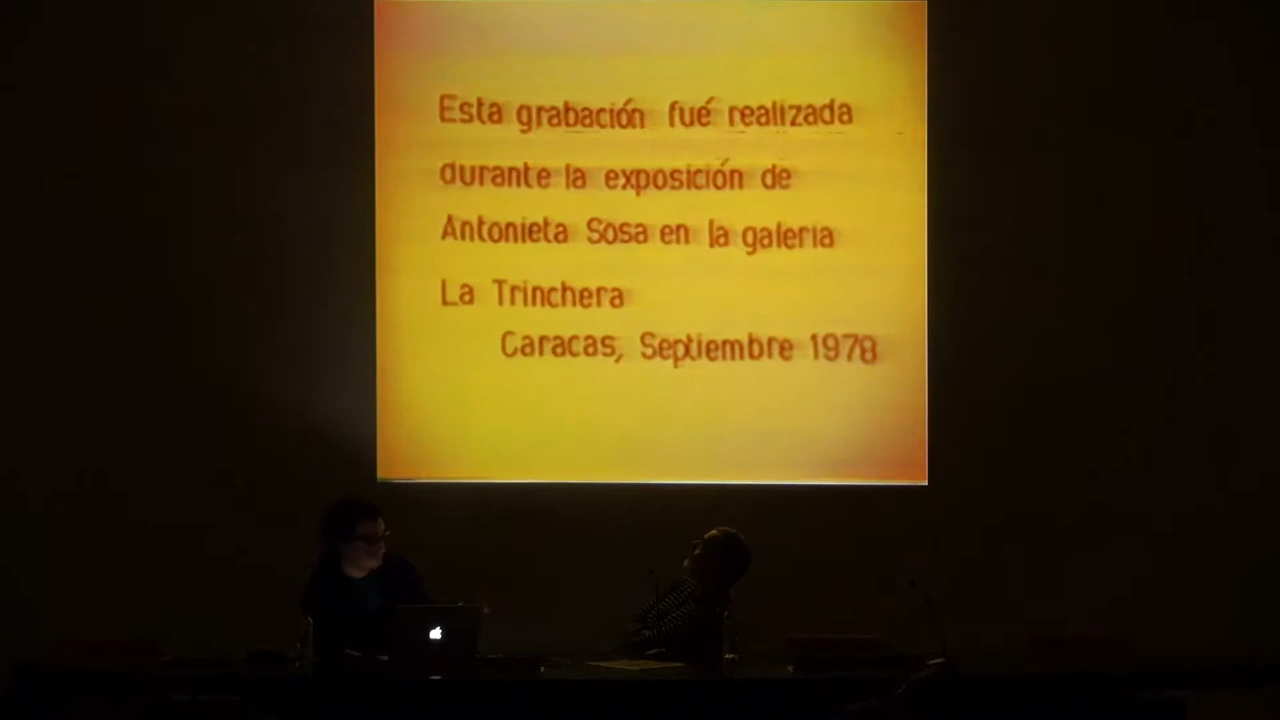 Esta grabación fué realizada
durante la exposición de
Antonieta Sosa en la galeria
La Trinchera
Caracas, Septiembre 1978